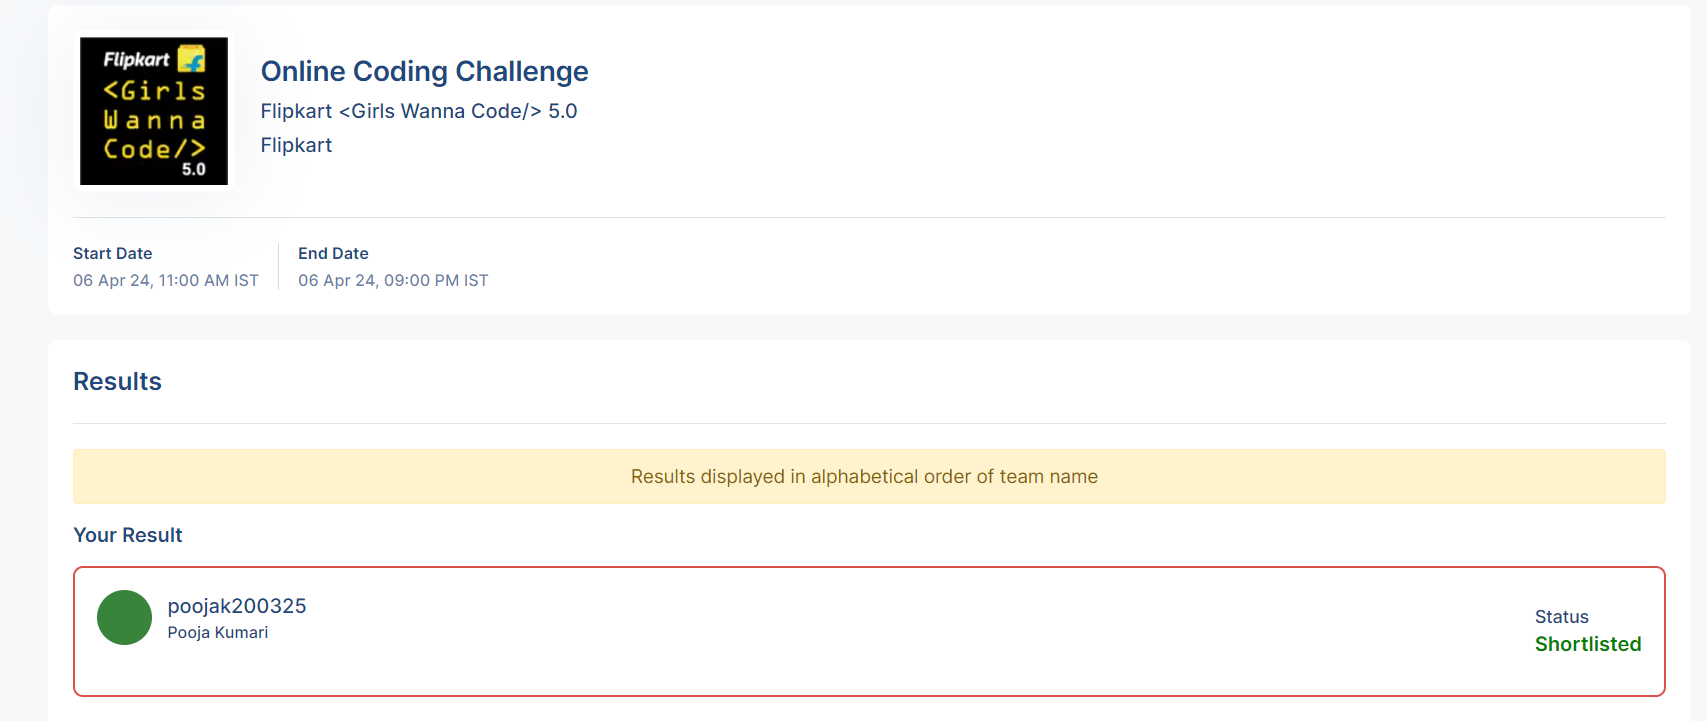 Flipkart
<Girls
Wanna
Code/>
5.0
Online Coding Challenge
Flipkart <Girls Wanna Code/> 5.0
Flipkart
Start Date
06 Apr 24, 11:00 AM IST
End Date
06 Apr 24, 09:00 PM IST
Results
Results displayed in alphabetical order of team name
Your Result
poojak200325
Pooja Kumari
Status
Shortlisted